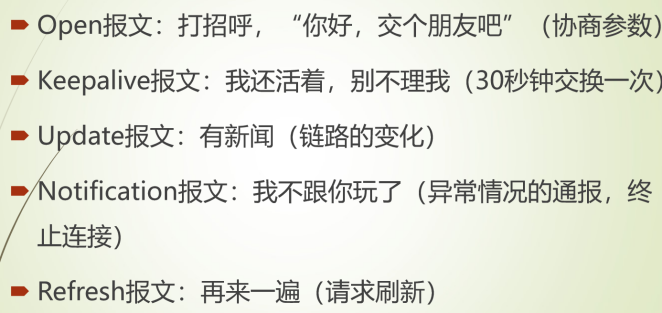 Open报文：打招呼，“你好，交个朋友吧”（协商参数）
Keepalive报文：我还活着，别不理我（30秒钟交换一次）
Update报文：有新闻（链路的变化）
Notification报文：我不跟你玩了（异常情况的通报，终
止连接）
Refresh报文：再来一遍（请求刷新）